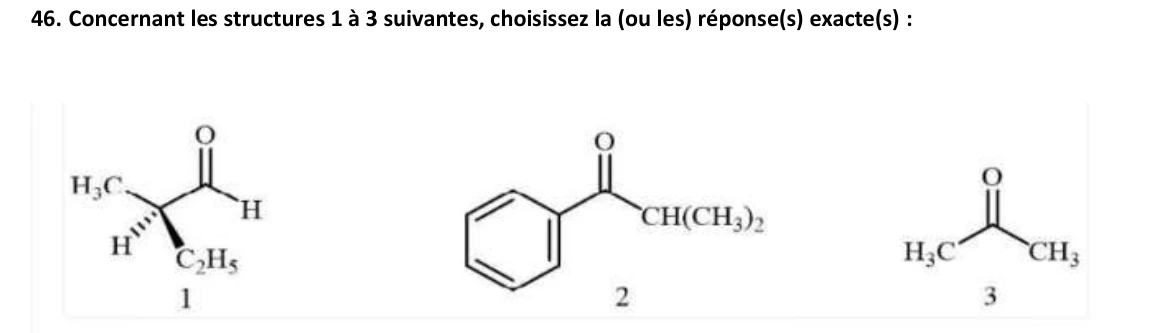 46. Concernant les structures 1 à 3 suivantes, choisissez la (ou les) réponse(s) exacte(s) :
O
H₃C
H
H
C₂H₅
1
O
CH(CH₃)₂
2
O
H₃C
CH₃
3